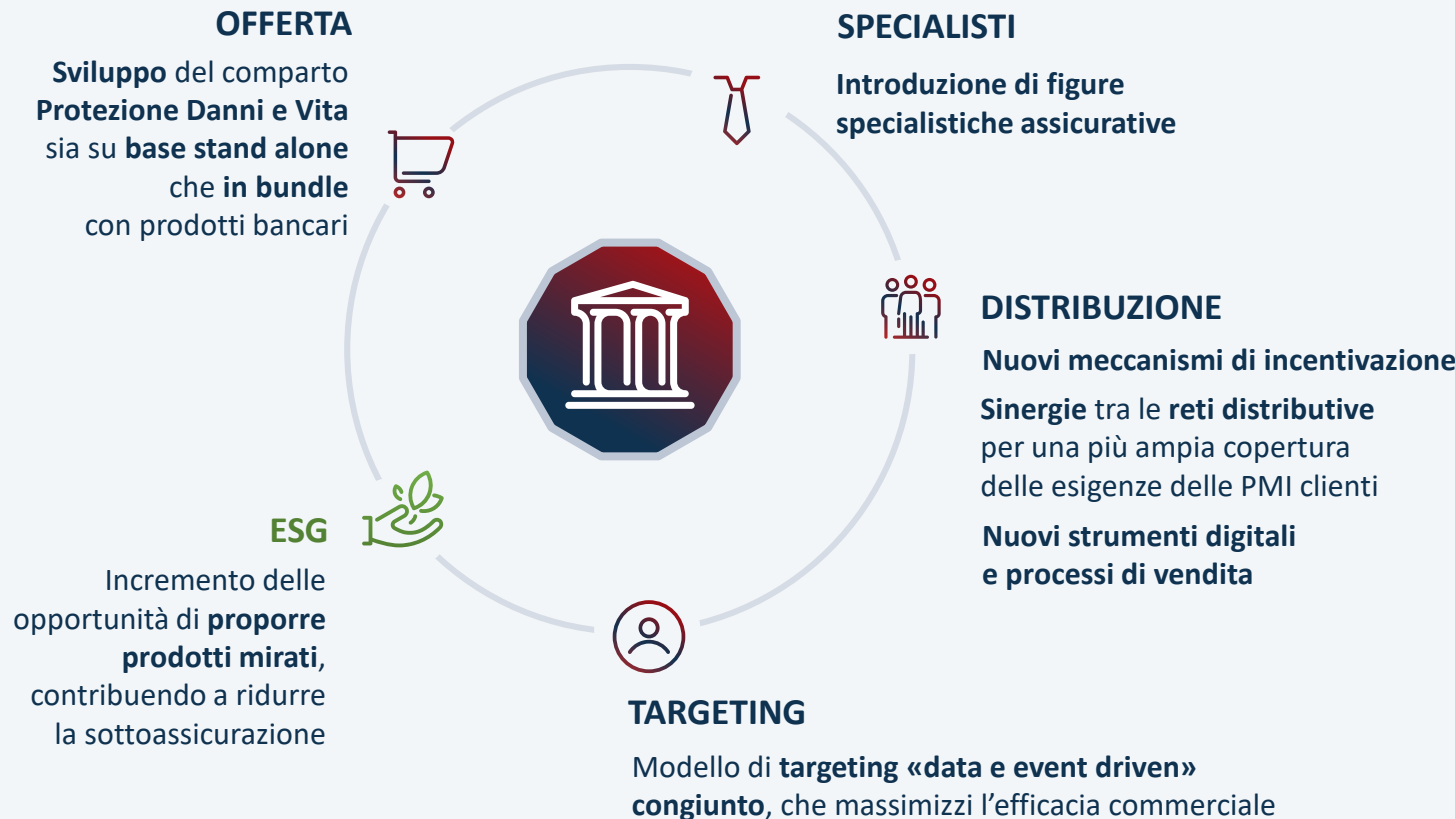 OFFERTA
Sviluppo del comparto
Protezione Danni e Vita
sia su base stand alone
che in bundle
con prodotti bancari
SPECIALISTI
Introduzione di figure
specialistiche assicurative
DISTRIBUZIONE
Nuovi meccanismi di incentivazione
Sinergie tra le reti distributive
per una più ampia copertura
delle esigenze delle PMI clienti
Nuovi strumenti digitali
e processi di vendita
ESG
Incremento delle
opportunità di proporre
prodotti mirati,
contribuendo a ridurre
la sottoassicurazione
TARGETING
Modello di targeting «data e event driven»
congiunto, che massimizzi l’efficacia commerciale